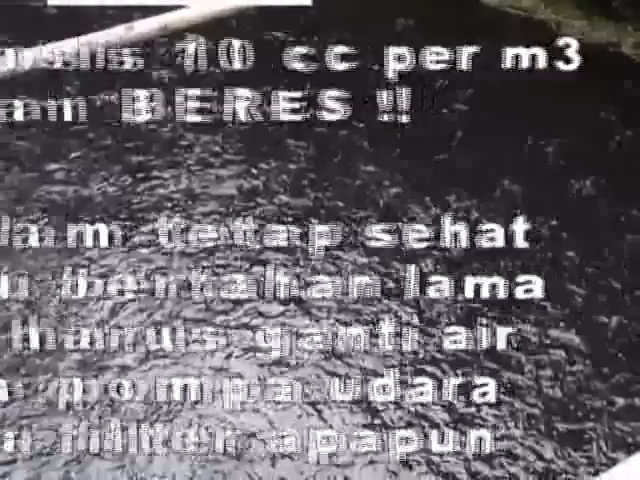 10 cc per m3
BERES !!
tetap sehat
bertahan lama
harus ganti air
pompa udara
filter apapun